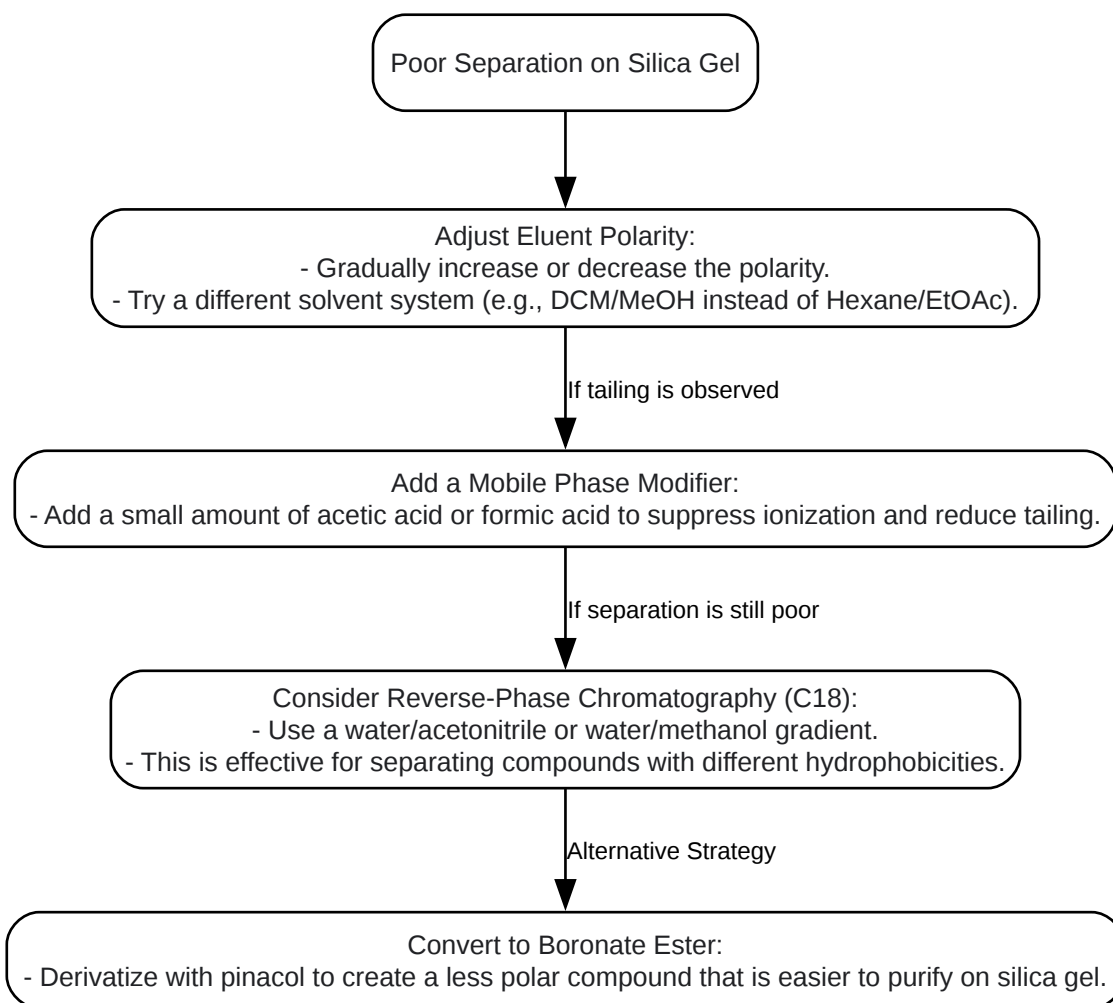 Poor Separation on Silica Gel
Adjust Eluent Polarity:
- Gradually increase or decrease the polarity.
- Try a different solvent system (e.g., DCM/MeOH instead of Hexane/EtOAc).
If tailing is observed
Add a Mobile Phase Modifier:
- Add a small amount of acetic acid or formic acid to suppress ionization and reduce tailing.
If separation is still poor
Consider Reverse-Phase Chromatography (C18):
- Use a water/acetonitrile or water/methanol gradient.
- This is effective for separating compounds with different hydrophobicities.
Alternative Strategy
Convert to Boronate Ester:
- Derivatize with pinacol to create a less polar compound that is easier to purify on silica gel.